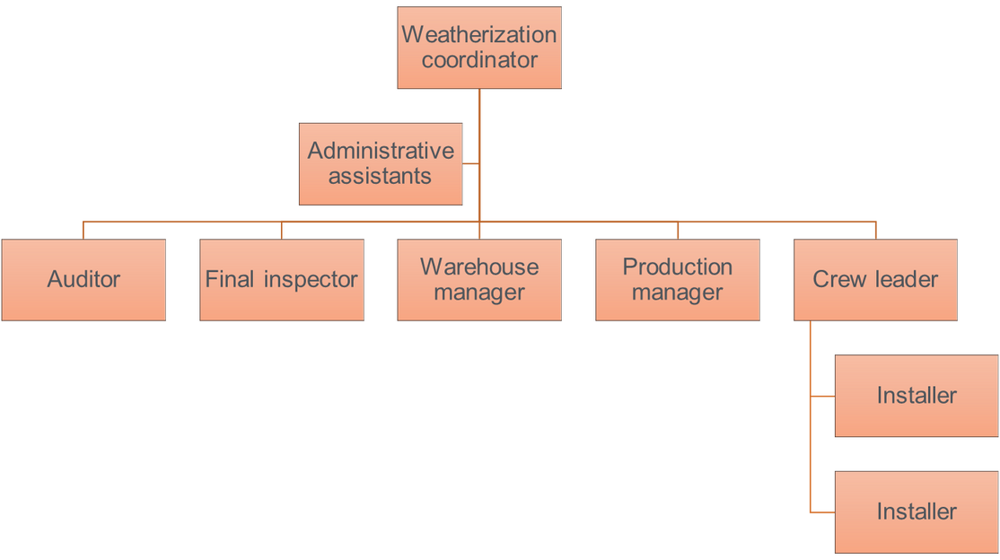 Weatherization
coordinator
Administrative
assistants
Auditor
Final inspector
Warehouse
manager
Production
manager
Crew leader
Installer
Installer